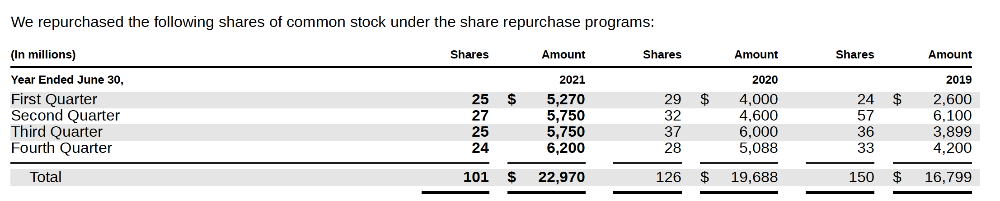 We repurchased the following shares of common stock under the share repurchase programs:
(In millions) Shares Amount Shares Amount Shares Amount
Year Ended June 30, 2021 2020 2019
First Quarter 25 $ 5,270 29 $ 4,000 24 $ 2,600
Second Quarter 27 5,750 32 4,600 57 6,100
Third Quarter 25 5,750 37 6,000 36 3,899
Fourth Quarter 24 6,200 28 5,088 33 4,200
Total 101 $ 22,970 126 $ 19,688 150 $ 16,799